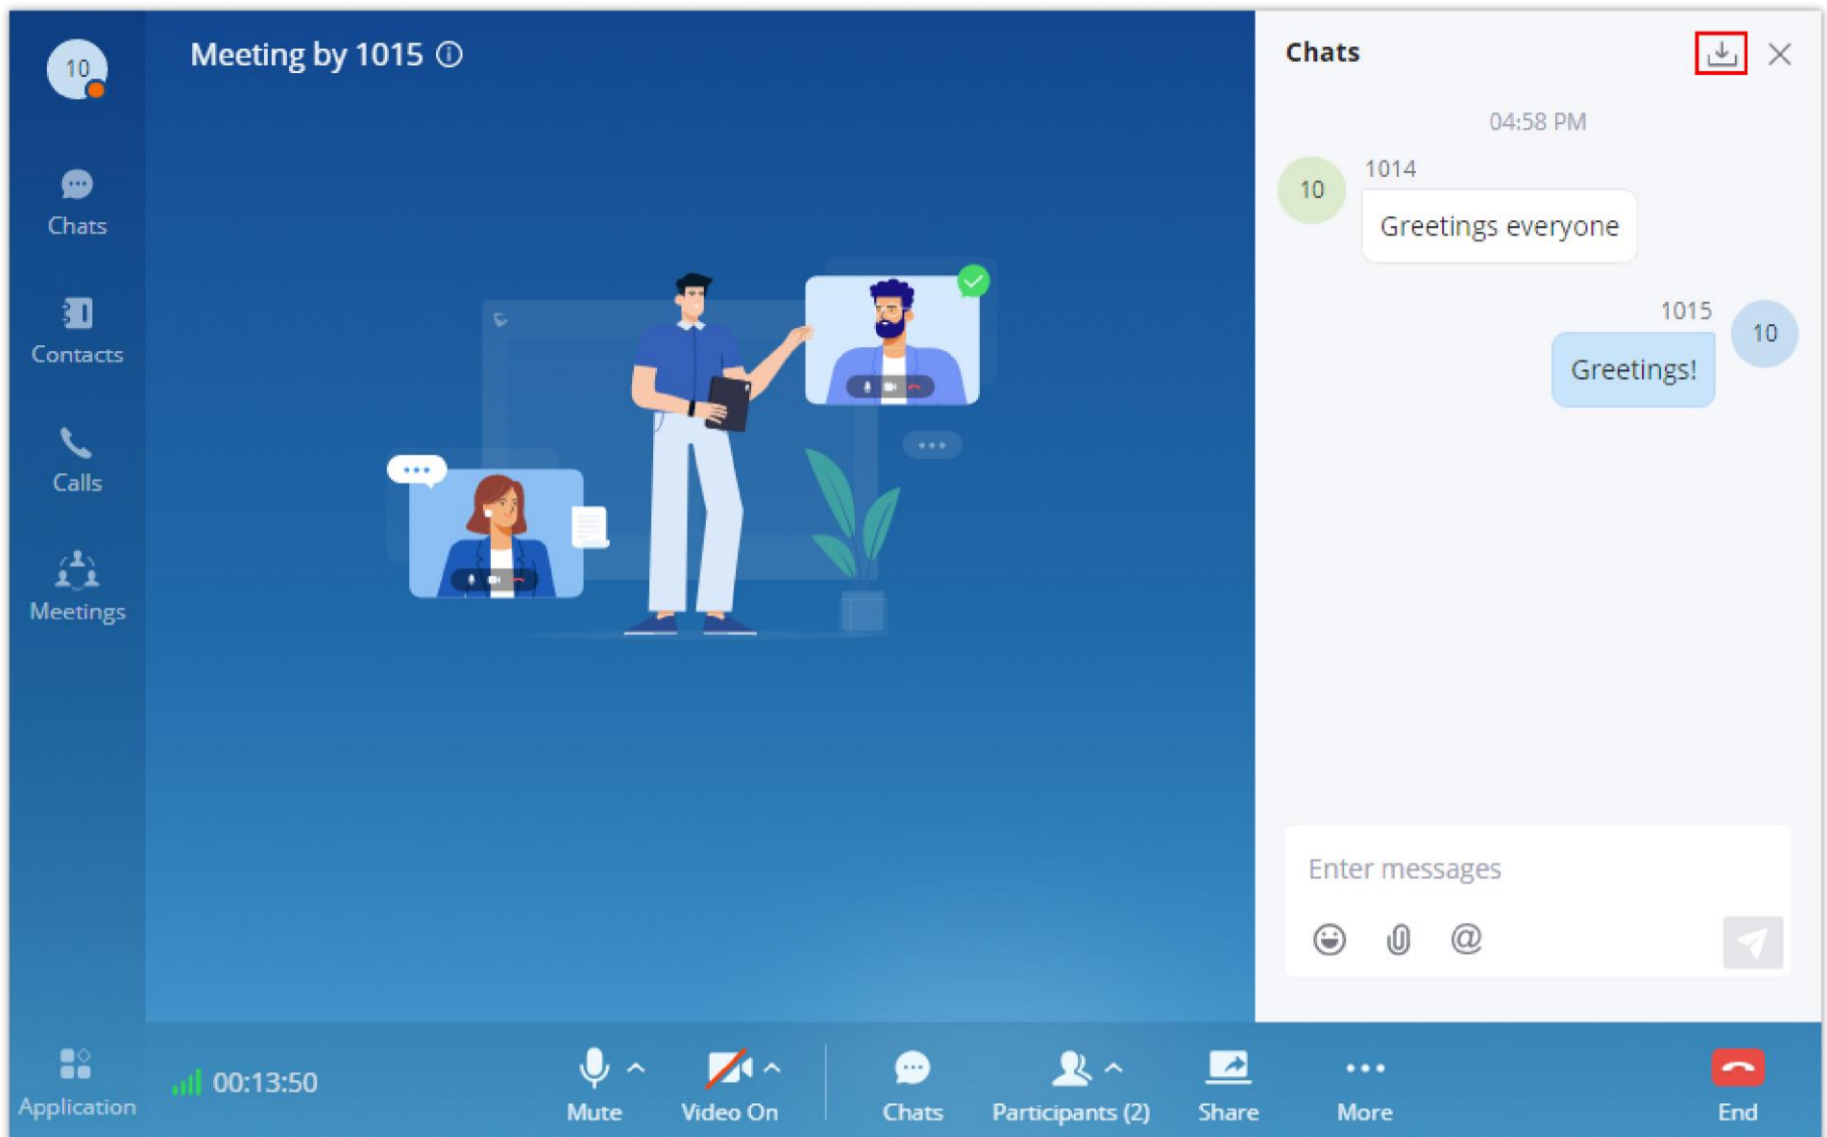 10
Meeting by 1015
Chats
Contacts
Calls
Meetings
Application
Chats
04:58 PM
1014
10
Greetings everyone
1015
10
Greetings!
Enter messages
@
00:13:50
Mute
Video On
Chats
Participants (2)
Share
More
End